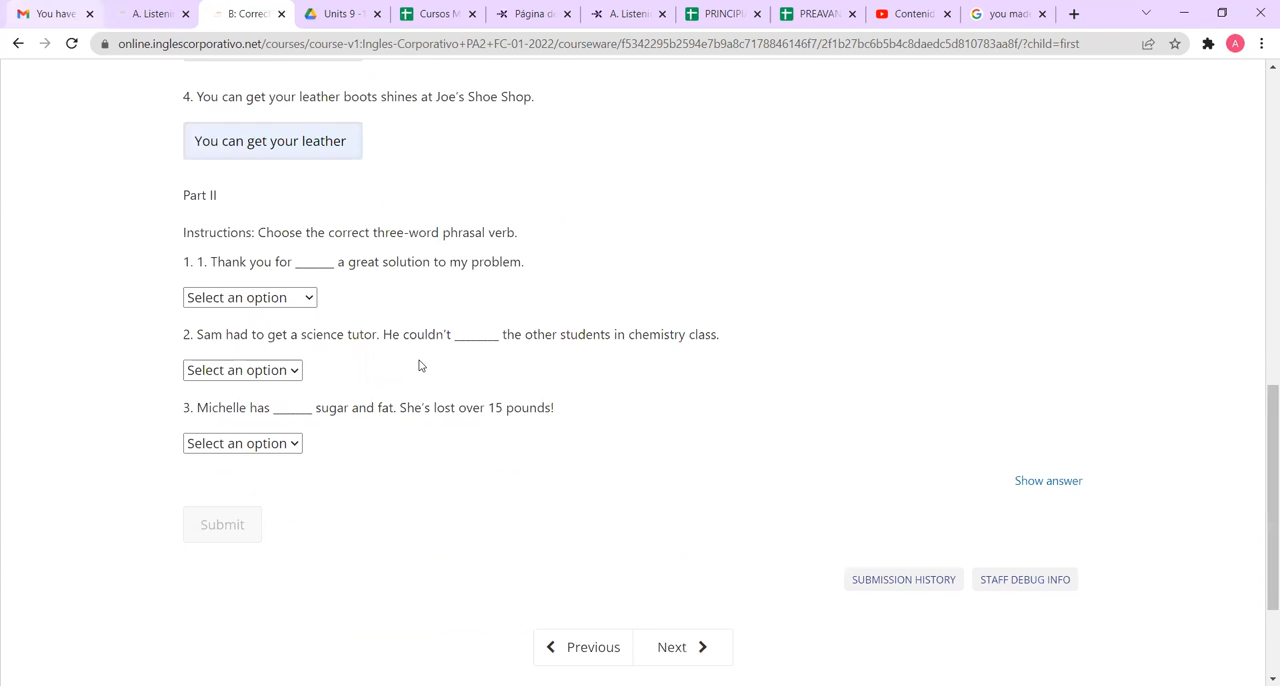 You have
A. Listenin
B: Correct
Units 9 -
Cursos M
Página de
A. Listenin
PRINCIPI
PREAVAN
Contenid
you mad
online.inglescorporativo.net/courses/course-v1:Ingles-Corporativo+PA2+FC-01-2022/courseware/f5342295b2594e7b9a8c7178846146f7/2f1b27bc6b5b4c8daedc5d810783aa8f/?child=first
A
4. You can get your leather boots shines at Joe's Shoe Shop.
You can get your leather
Part II
Instructions: Choose the correct three-word phrasal verb.
1. 1. Thank you for ______ a great solution to my problem.
Select an option
2. Sam had to get a science tutor. He couldn't _______ the other students in chemistry class.
Select an option
3. Michelle has ______ sugar and fat. She's lost over 15 pounds!
Select an option
Show answer
Submit
SUBMISSION HISTORY STAFF DEBUG INFO
Previous Next